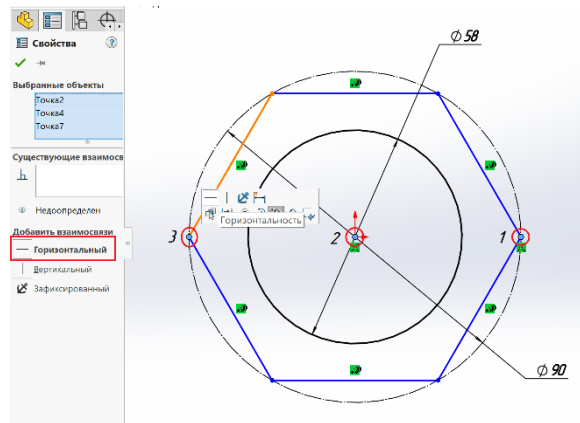 Свойства
Выбранные объекты
Точка2
Точка4
Точка7
Существующие взаимосв
Недоопределен
Добавить взаимосвязи
Горизонтальный
Вертикальный
Зафиксированный
Горизонтальность
Ø 58
3
2
1
Ø 90